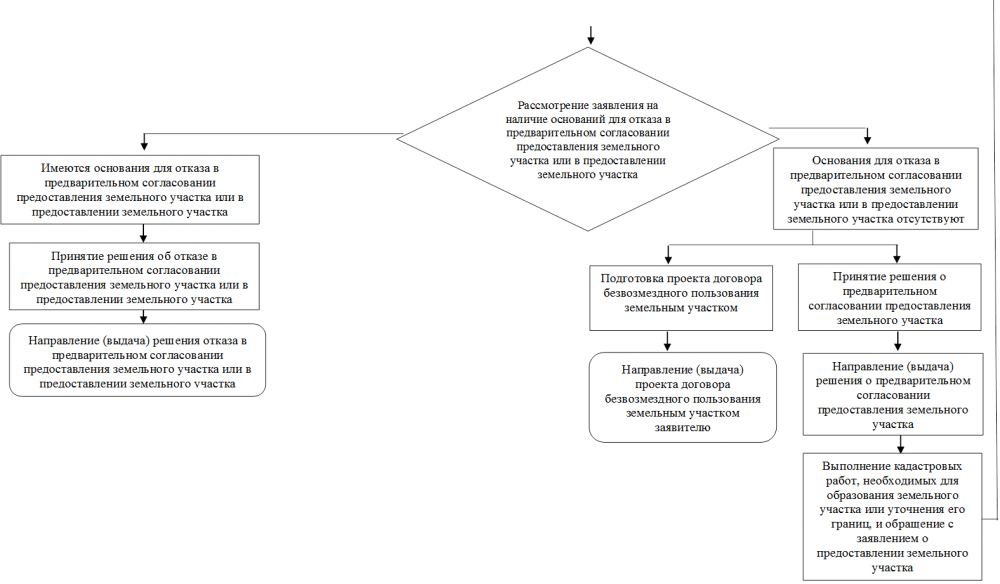 Рассмотрение заявления на
наличие оснований для отказа в
предварительном согласовании
предоставления земельного
участка или в предоставлении
земельного участка
Имеются основания для отказа в
предварительном согласовании
предоставления земельного участка или в
предоставлении земельного участка
Принятие решения об отказе в
предварительном согласовании
предоставления земельного участка или в
предоставлении земельного участка
Направление (выдача) решения отказа в
предварительном согласовании
предоставления земельного участка или в
предоставлении земельного участка
Основания для отказа в
предварительном согласовании
предоставления земельного
участка или в предоставлении
земельного участка отсутствуют
Подготовка проекта договора
безвозмездного пользования
земельным участком
Направление (выдача)
проекта договора
безвозмездного пользования
земельным участком
заявителю
Принятие решения о
предварительном
согласовании предоставления
земельного участка
Направление (выдача)
решения о предварительном
согласовании
предоставления земельного
участка
Выполнение кадастровых
работ, необходимых для
образования земельного
участка или уточнения его
границ, и обращение с
заявлением о
предоставлении земельного
участка